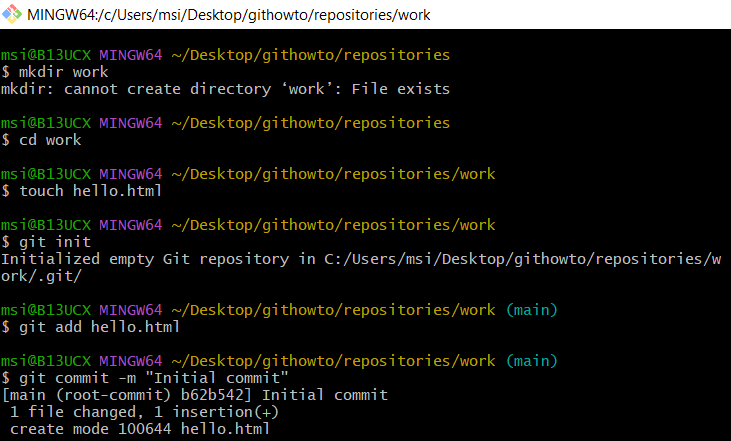 MINGW64:/c/Users/msi/Desktop/githowto/repositories/work
msi@B13UCX MINGW64 ~/Desktop/githowto/repositories
$ mkdir work
mkdir: cannot create directory ‘work’: File exists
msi@B13UCX MINGW64 ~/Desktop/githowto/repositories
$ cd work
msi@B13UCX MINGW64 ~/Desktop/githowto/repositories/work
$ touch hello.html
msi@B13UCX MINGW64 ~/Desktop/githowto/repositories/work
$ git init
Initialized empty Git repository in C:/Users/msi/Desktop/githowto/repositories/w
ork/.git/
msi@B13UCX MINGW64 ~/Desktop/githowto/repositories/work (main)
$ git add hello.html
msi@B13UCX MINGW64 ~/Desktop/githowto/repositories/work (main)
$ git commit -m "Initial commit"
[main (root-commit) b62b542] Initial commit
 1 file changed, 1 insertion(+)
 create mode 100644 hello.html